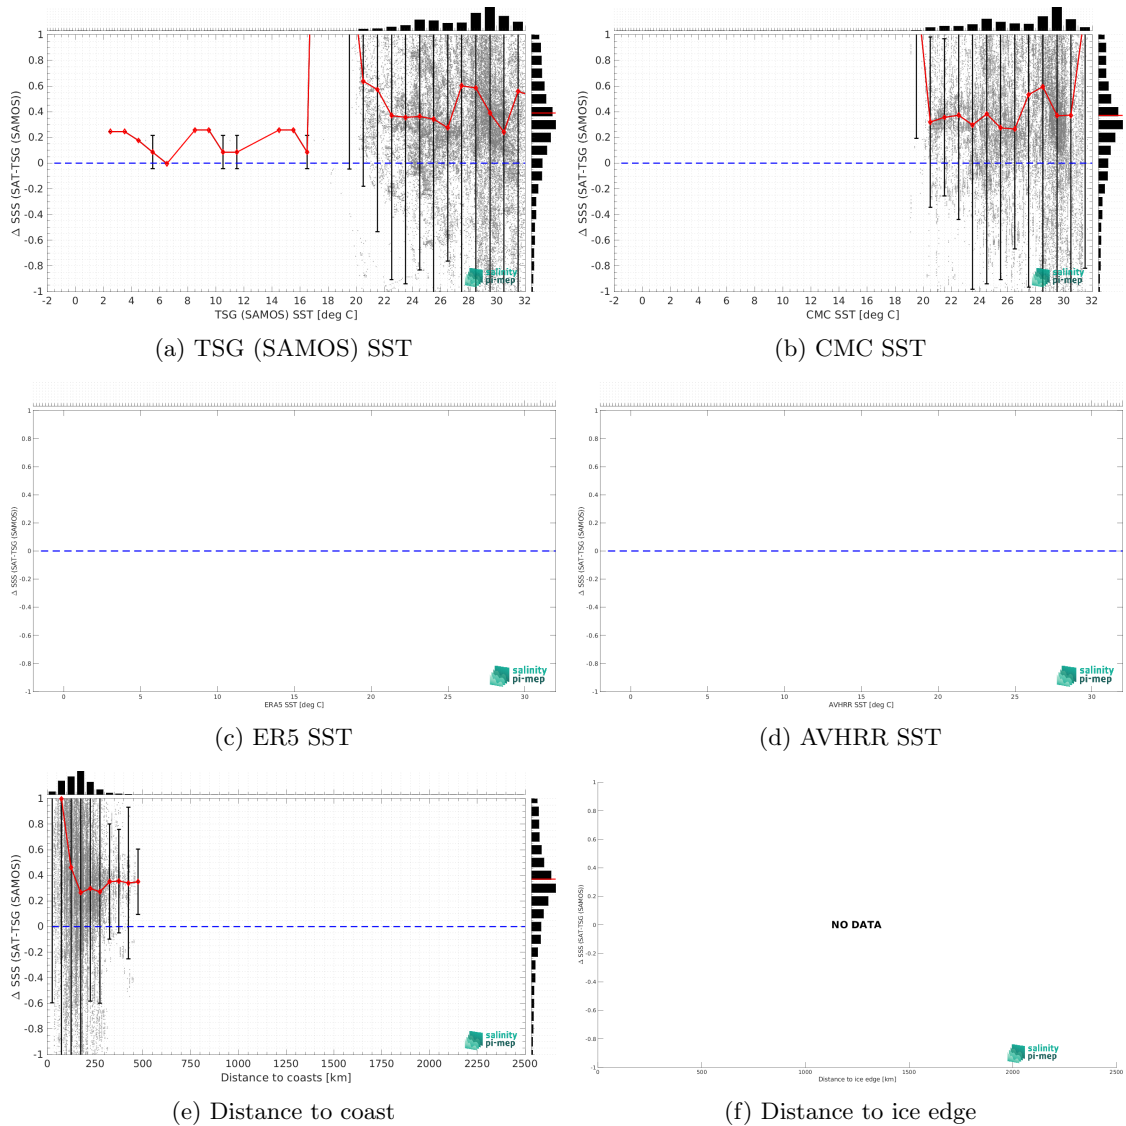 Δ SSS (SAT-TSG (SAMOS))
1
0.8
0.6
0.4
0.2
0
-0.2
-0.4
-0.6
-0.8
-1
salinity
pi-mep
-2 0 2 4 6 8 10 12 14 16 18 20 22 24 26 28 30 32
TSG (SAMOS) SST [deg C]
(a) TSG (SAMOS) SST
Δ SSS (SAT-TSG (SAMOS))
1
0.8
0.6
0.4
0.2
0
-0.2
-0.4
-0.6
-0.8
-1
salinity
pi-mep
-2 0 2 4 6 8 10 12 14 16 18 20 22 24 26 28 30 32
CMC SST [deg C]
(b) CMC SST
Δ SSS (SAT-TSG (SAMOS))
1
0.8
0.6
0.4
0.2
0
-0.2
-0.4
-0.6
-0.8
-1
salinity
pi-mep
0 5 10 15 20 25 30
ERA5 SST [deg C]
(c) ER5 SST
Δ SSS (SAT-TSG (SAMOS))
1
0.8
0.6
0.4
0.2
0
-0.2
-0.4
-0.6
-0.8
-1
salinity
pi-mep
0 5 10 15 20 25 30
AVHRR SST [deg C]
(d) AVHRR SST
Δ SSS (SAT-TSG (SAMOS))
1
0.8
0.6
0.4
0.2
0
-0.2
-0.4
-0.6
-0.8
-1
salinity
pi-mep
0 250 500 750 1000 1250 1500 1750 2000 2250 2500
Distance to coasts [km]
(e) Distance to coast
Δ SSS (SAT-TSG (SAMOS))
1
0.8
0.6
0.4
0.2
0
-0.2
-0.4
-0.6
-0.8
-1
NO DATA
salinity
pi-mep
0 500 1000 1500 2000 2500
Distance to ice edge [km]
(f) Distance to ice edge